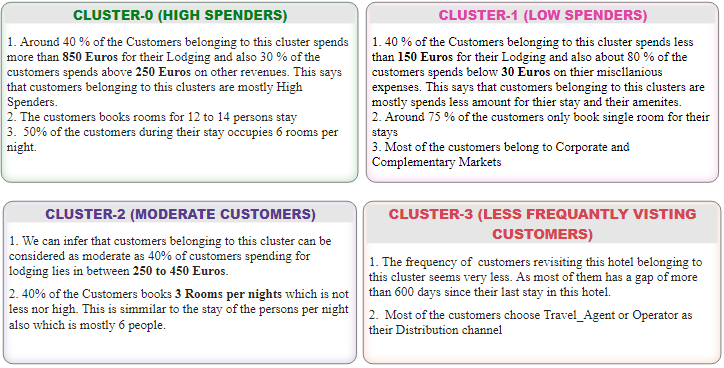 CLUSTER-0 (HIGH SPENDERS)
1. Around 40 % of the Customers belonging to this cluster spends
more than 850 Euros for their Lodging and also 30 % of the
customers spends above 250 Euros on other revenues. This says
that customers belonging to this clusters are mostly High
Spenders.
2. The customers books rooms for 12 to 14 persons stay
3.  50% of the customers during their stay occupies 6 rooms per
night.
CLUSTER-1 (LOW SPENDERS)
1. 40 % of the Customers belonging to this cluster spends less
than 150 Euros for their Lodging and also about 80 % of the
customers spends below 30 Euros on thier miscllanious
expenses. This says that customers belonging to this clusters are
mostly spends less amount for thier stay and their amenites.
2. Around 75 % of the customers only book single room for their
stays
3. Most of the customers belong to Corporate and
Complementary Markets
CLUSTER-2 (MODERATE CUSTOMERS)
1. We can infer that customers belonging to this cluster can be
considered as moderate as 40% of customers spending for
lodging lies in between 250 to 450 Euros.
2. 40% of the Customers books 3 Rooms per nights which is not
less nor high. This is simmilar to the stay of the persons per night
also which is mostly 6 people.
CLUSTER-3 (LESS FREQUANTLY VISTING
CUSTOMERS)
1. The frequency of  customers revisiting this hotel belonging to
this cluster seems very less. As most of them has a gap of more
than 600 days since their last stay in this hotel.
2.  Most of the customers choose Travel_Agent or Operator as
their Distribution channel